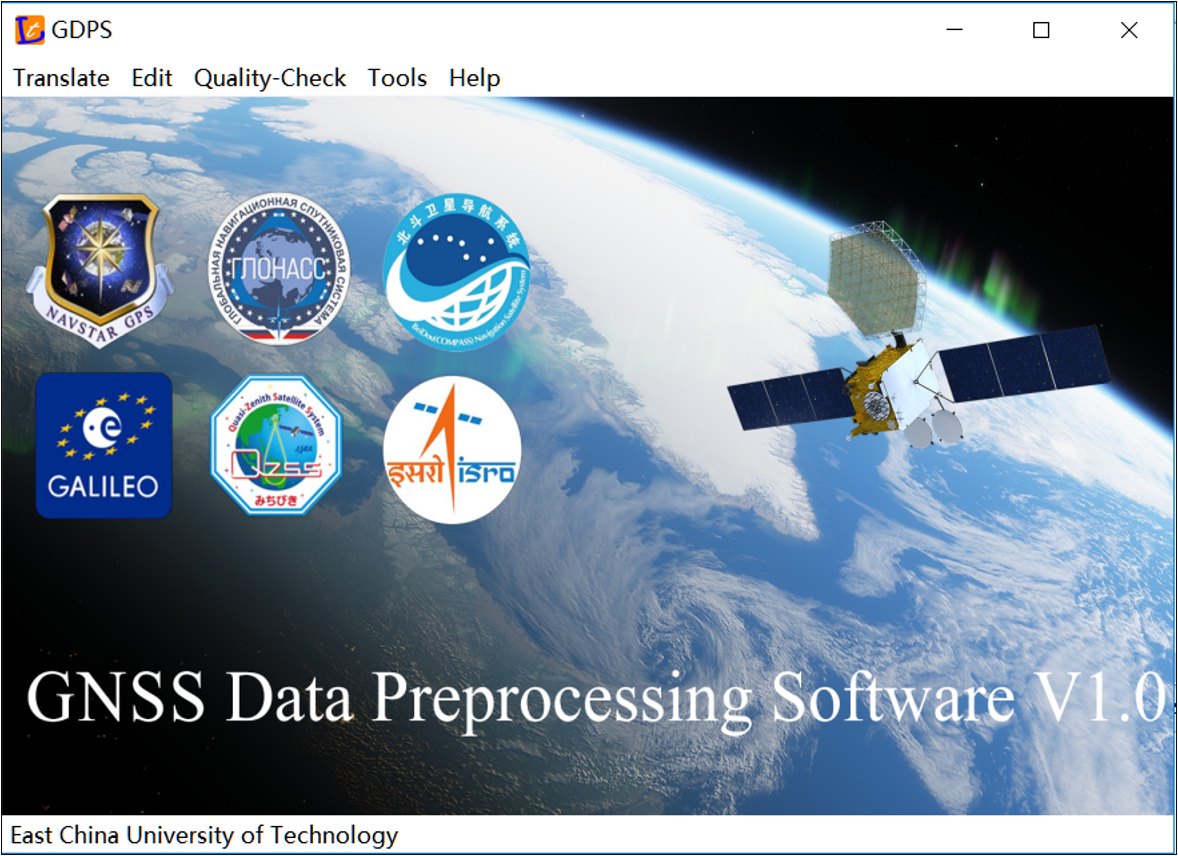 GDPS
Translate Edit Quality-Check Tools Help
NAVSTAR GPS
ГЛОБАЛЬНАЯ НАВИГАЦИОННАЯ СПУТНИКОВАЯ СИСТЕМА
ГЛОНАСС
北斗卫星导航系统
BeiDou(COMPASS) Navigation Satellite System
e
GALILEO
Quasi-Zenith Satellite System
JAXA
QZSS
みちびき
इसरो isro
GNSS Data Preprocessing Software V1.0
East China University of Technology